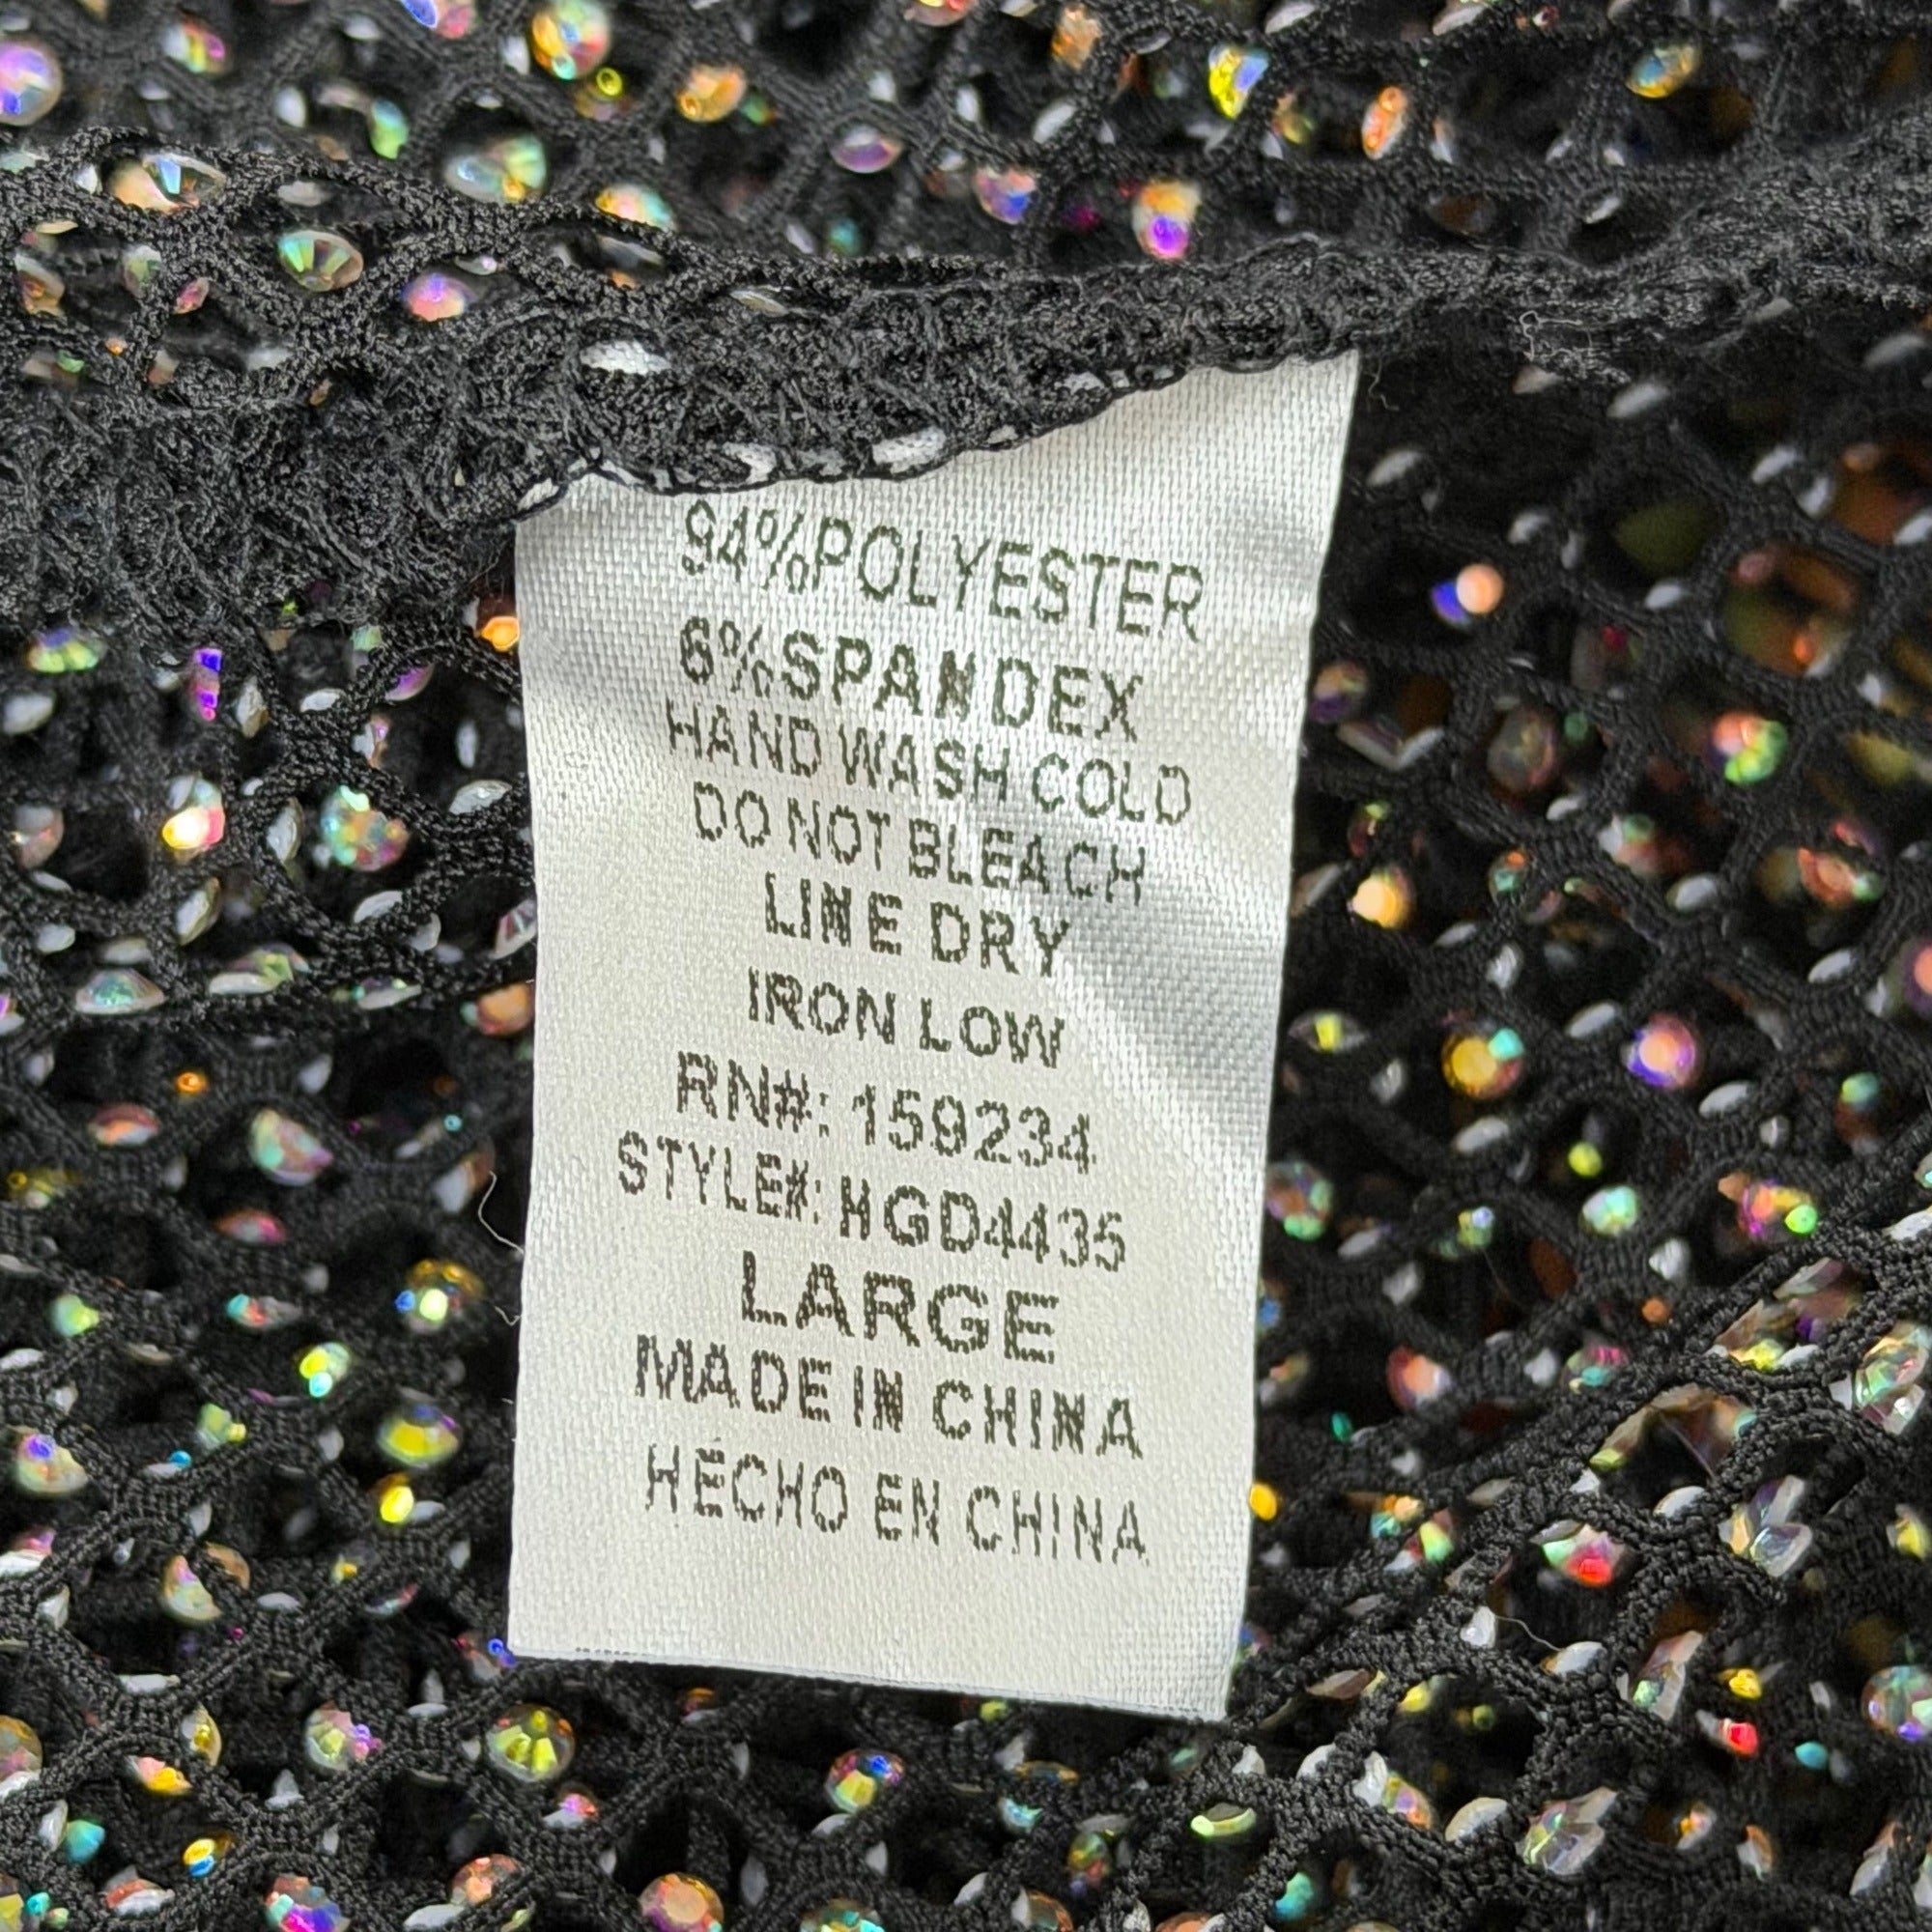 94%POLYESTER
6%SPANDEX
HAND WASH COLD
DO NOT BLEACH
LINE DRY
IRON LOW
RN#: 159234
STYLE#: HGD4435
LARGE
MADE IN CHINA
HECHO EN CHINA